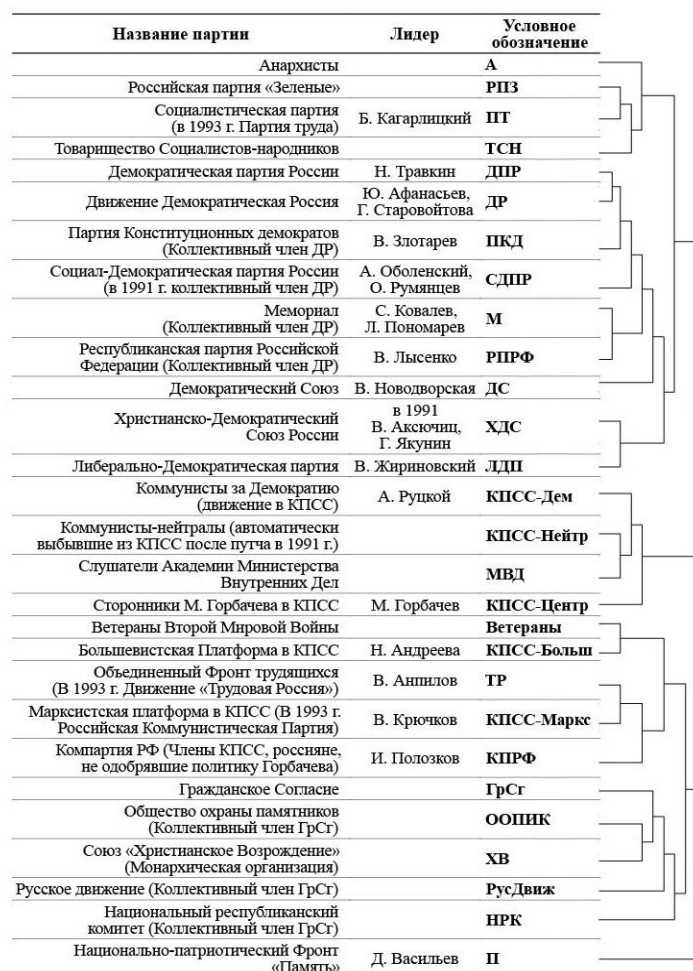 Название партии Лидер Условное
обозначение
Анархисты А
Российская партия «Зеленые» РПЗ
Социалистическая партия
(в 1993 г. Партия труда) Б. Кагарлицкий ПТ
Товарищество Социалистов-народников ТСН
Демократическая партия России Н. Травкин ДПР
Движение Демократическая Россия Ю. Афанасьев,
Г. Старовойтова ДР
Партия Конституционных демократов
(Коллективный член ДР) В. Злотарев ПКД
Социал-Демократическая партия России
(в 1991 г. коллективный член ДР) А. Оболенский,
О. Румянцев СДПР
Мемориал
(Коллективный член ДР) С. Ковалев,
Л. Пономарев М
Республиканская партия Российской
Федерации (Коллективный член ДР) В. Лысенко РПРФ
Демократический Союз В. Новодворская ДС
Христианско-Демократический
Союз России в 1991
В. Аксючиц,
Г. Якунин ХДС
Либерально-Демократическая партия В. Жириновский ЛДП
Коммунисты за Демократию
(движение в КПСС) А. Руцкой КПСС-Дем
Коммунисты-нейтралы (автоматически
выбывшие из КПСС после путча в 1991 г.) КПСС-Нейтр
Слушатели Академии Министерства
Внутренних Дел МВД
Сторонники М. Горбачева в КПСС М. Горбачев КПСС-Центр
Ветераны Второй Мировой Войны Ветераны
Большевистская Платформа в КПСС Н. Андреева КПСС-Больш
Объединенный Фронт трудящихся
(В 1993 г. Движение «Трудовая Россия») В. Анпилов ТР
Марксистская платформа в КПСС (В 1993 г.
Российская Коммунистическая Партия) В. Крючков КПСС-Маркс
Компартия РФ (Члены КПСС, россияне,
не одобрявшие политику Горбачева) И. Полозков КПРФ
Гражданское Согласие ГрСг
Общество охраны памятников
(Коллективный член ГрСг) ООПИК
Союз «Христианское Возрождение»
(Монархическая организация) ХВ
Русское движение (Коллективный член ГрСг) РусДвиж
Национальный республиканский
комитет (Коллективный член ГрСг) НРК
Национально-патриотический Фронт
«Память» Д. Васильев П